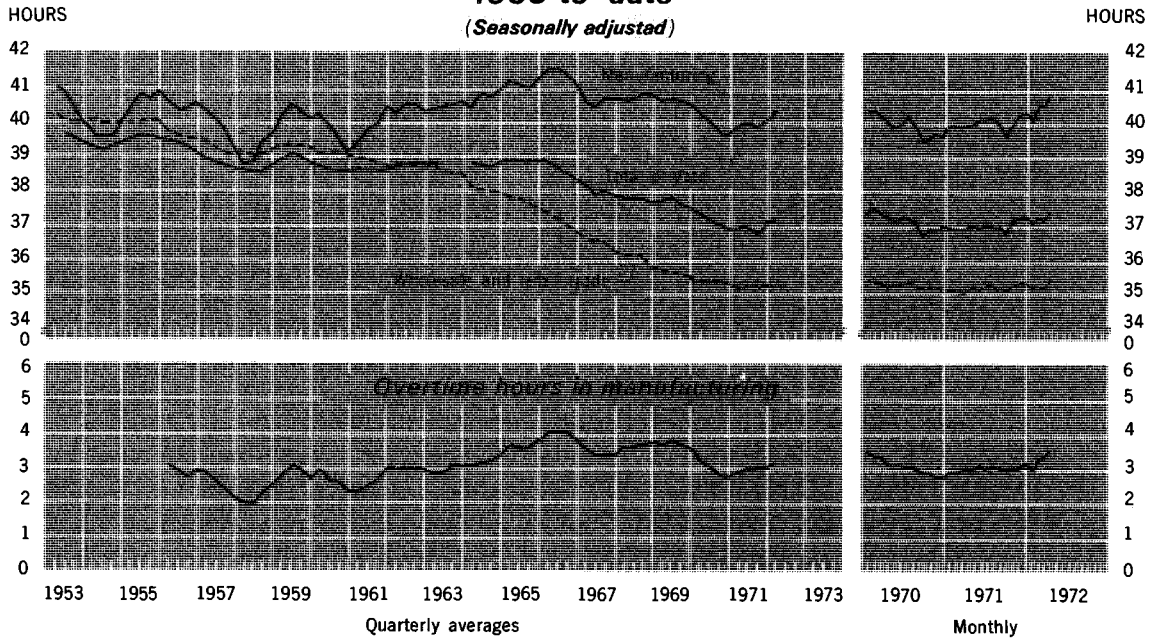 1953 to date
(Seasonally adjusted)
HOURS HOURS
42 42
41 41
40 40
39 39
38 38
37 37
36 36
35 35
34 34
0 0
Manufacturing
Total private
Wholesale and retail trade
6 6
5 5
4 4
3 3
2 2
1 1
0 0
Overtime hours in manufacturing
1953 1955 1957 1959 1961 1963 1965 1967 1969 1971 1973 1970 1971 1972
Quarterly averages Monthly